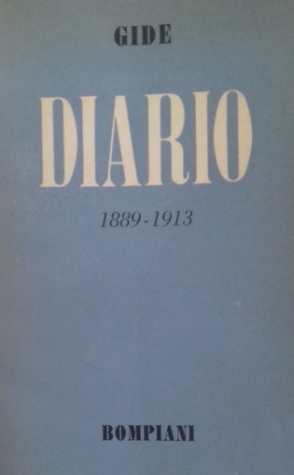 GIDE
DIARIO
1889-1913
BOMPIANI